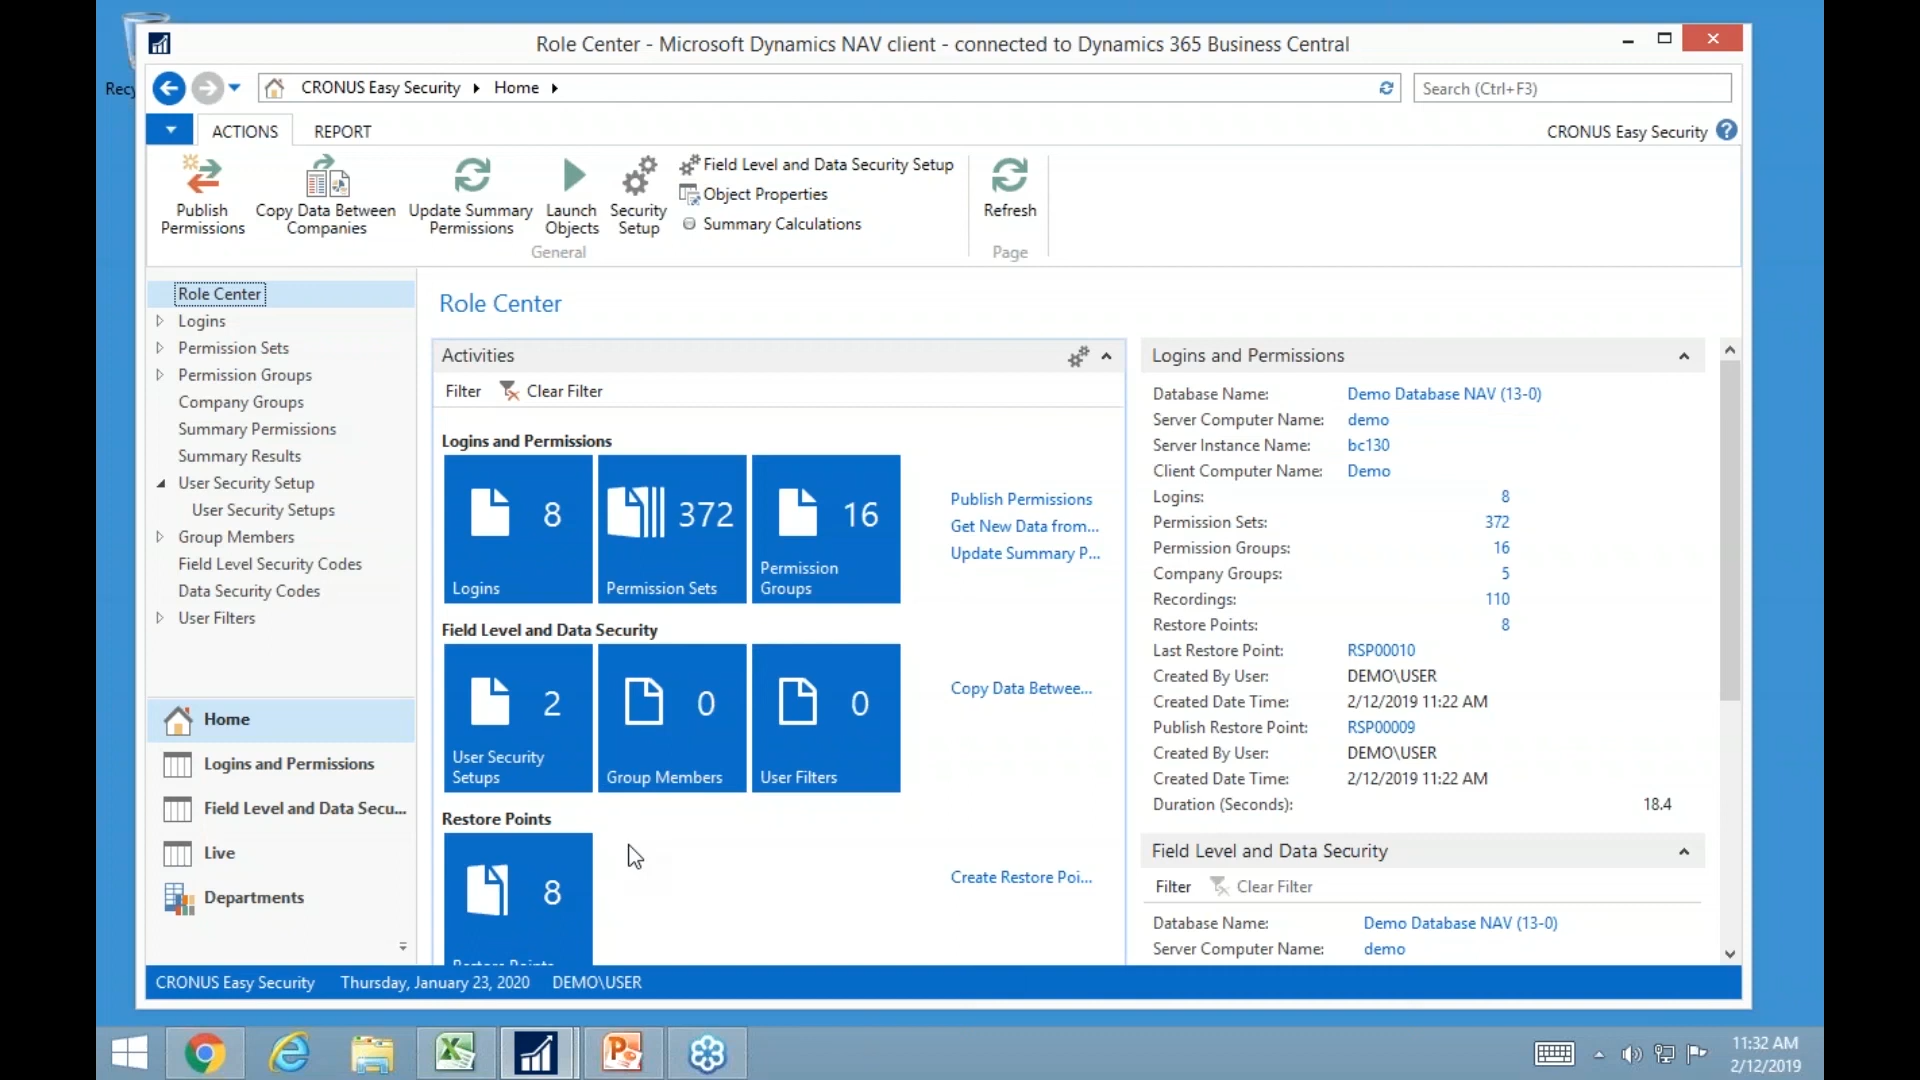 Recy
Role Center - Microsoft Dynamics NAV client - connected to Dynamics 365 Business Central
CRONUS Easy Security
Home
Search (Ctrl+F3)
ACTIONS
REPORT
CRONUS Easy Security
Publish
Permissions
Copy Data Between
Companies
Update Summary
Permissions
Launch
Objects
Security
Setup
Field Level and Data Security Setup
Object Properties
Summary Calculations
General
Refresh
Page
Role Center
Logins
Permission Sets
Permission Groups
Company Groups
Summary Permissions
Summary Results
User Security Setup
User Security Setups
Group Members
Field Level Security Codes
Data Security Codes
User Filters
Home
Logins and Permissions
Field Level and Data Secu...
Live
Departments
Role Center
Activities
Filter
Clear Filter
Logins and Permissions
8
Logins
372
Permission Sets
16
Permission
Groups
Publish Permissions
Get New Data from...
Update Summary P...
Field Level and Data Security
2
User Security
Setups
0
Group Members
0
User Filters
Copy Data Betwee...
Restore Points
8
Restore Points
Create Restore Poi...
Logins and Permissions
Database Name: Demo Database NAV (13-0)
Server Computer Name: demo
Server Instance Name: bc130
Client Computer Name: Demo
Logins: 8
Permission Sets: 372
Permission Groups: 16
Company Groups: 5
Recordings: 110
Restore Points: 8
Last Restore Point: RSP00010
Created By User: DEMO\USER
Created Date Time: 2/12/2019 11:22 AM
Publish Restore Point: RSP00009
Created By User: DEMO\USER
Created Date Time: 2/12/2019 11:22 AM
Duration (Seconds): 18.4
Field Level and Data Security
Filter
Clear Filter
Database Name: Demo Database NAV (13-0)
Server Computer Name: demo
CRONUS Easy Security
Thursday, January 23, 2020
DEMO\USER
11:32 AM
2/12/2019